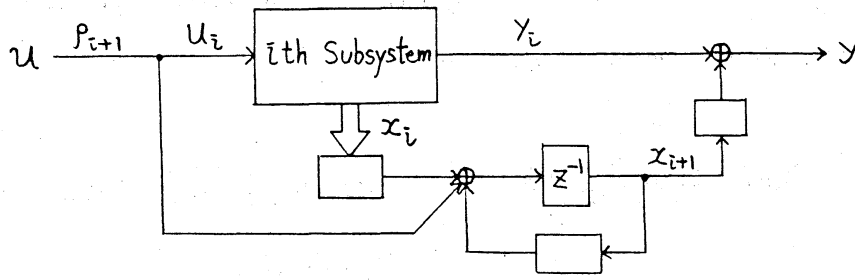 u ρᵢ₊₁ uᵢ ith Subsystem yᵢ y
xᵢ
z⁻¹ xᵢ₊₁